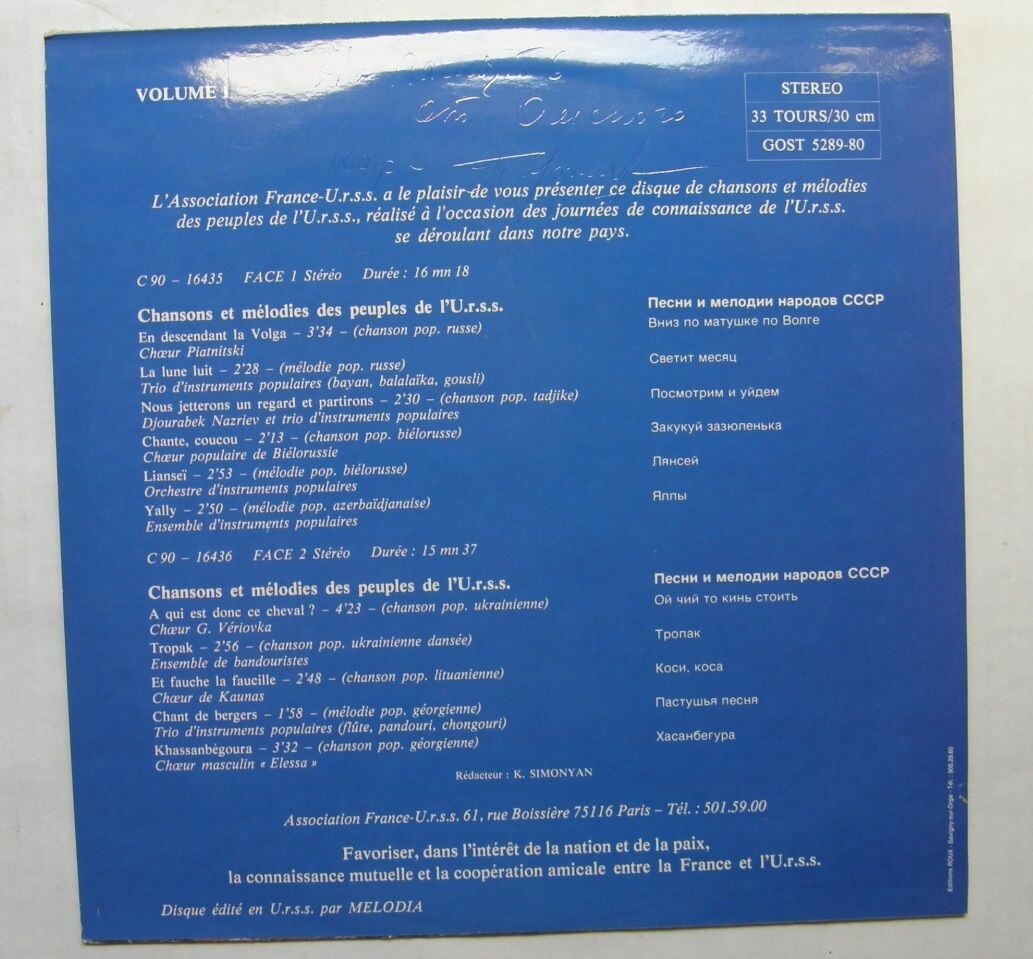 VOLUME 1
STEREO
33 TOURS/30 cm
GOST 5289-80
L'Association France-U.r.s.s. a le plaisir de vous présenter ce disque de chansons et mélodies
des peuples de l'U.r.s.s., réalisé à l'occasion des journées de connaissance de l'U.r.s.s.
se déroulant dans notre pays.
C 90 – 16435 FACE 1 Stéréo Durée : 16 mn 18
Chansons et mélodies des peuples de l'U.r.s.s.
Песни и мелодии народов СССР
En descendant la Volga – 3'34 – (chanson pop. russe)
Вниз по матушке по Волге
Chœur Piatnitski
La lune luit – 2'28 – (mélodie pop. russe)
Светит месяц
Trio d'instruments populaires (bayan, balalaïka, gousli)
Nous jetterons un regard et partirons – 2'30 – (chanson pop. tadjike)
Посмотрим и уйдем
Djourabek Nazriev et trio d'instruments populaires
Chante, coucou – 2'13 – (chanson pop. biélorusse)
Закукуй зазюленька
Chœur populaire de Biélorussie
Lianseï – 2'53 – (mélodie pop. biélorusse)
Лянсей
Orchestre d'instruments populaires
Yally – 2'50 – (mélodie pop. azerbaïdjanaise)
Яллы
Ensemble d'instruments populaires
C 90 – 16436 FACE 2 Stéréo Durée : 15 mn 37
Chansons et mélodies des peuples de l'U.r.s.s.
Песни и мелодии народов СССР
A qui est donc ce cheval ? – 4'23 – (chanson pop. ukrainienne)
Ой чий то кинь стоить
Chœur G. Vériovka
Tropak – 2'56 – (chanson pop. ukrainienne dansée)
Тропак
Ensemble de bandouristes
Et fauche la faucille – 2'48 – (chanson pop. lituanienne)
Коси, коса
Chœur de Kaunas
Chant de bergers – 1'58 – (mélodie pop. géorgienne)
Пастушья песня
Trio d'instruments populaires (flûte, pandouri, chongouri)
Khassanbégoura – 3'32 – (chanson pop. géorgienne)
Хасанбегура
Chœur masculin « Elessa »
Rédacteur : K. SIMONYAN
Association France-U.r.s.s. 61, rue Boissière 75116 Paris – Tél. : 501.59.00
Favoriser, dans l'intérêt de la nation et de la paix,
la connaissance mutuelle et la coopération amicale entre la France et l'U.r.s.s.
Disque édité en U.r.s.s. par MELODIA
Editions ROUX - Savigny-sur-Orge - Tél. : 905.29.60